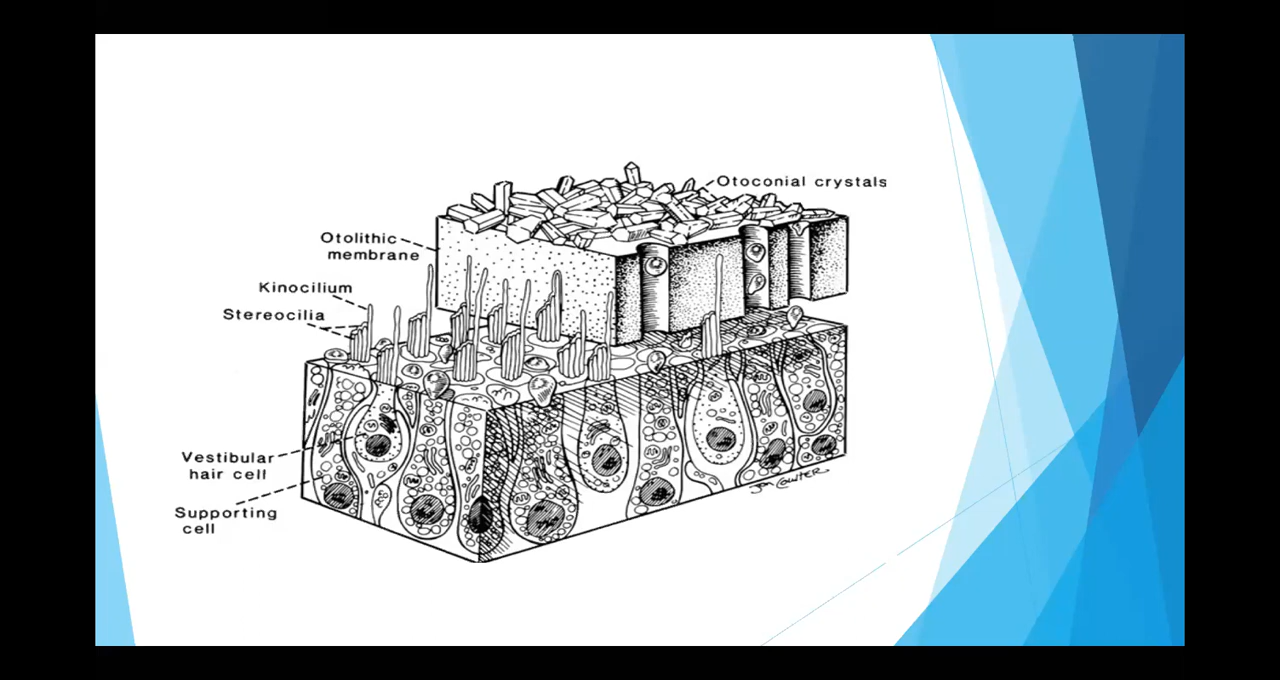 Otoconial crystals
Otolithic
membrane
Kinocilium
Stereocilia
Vestibular
hair cell
Supporting
cell